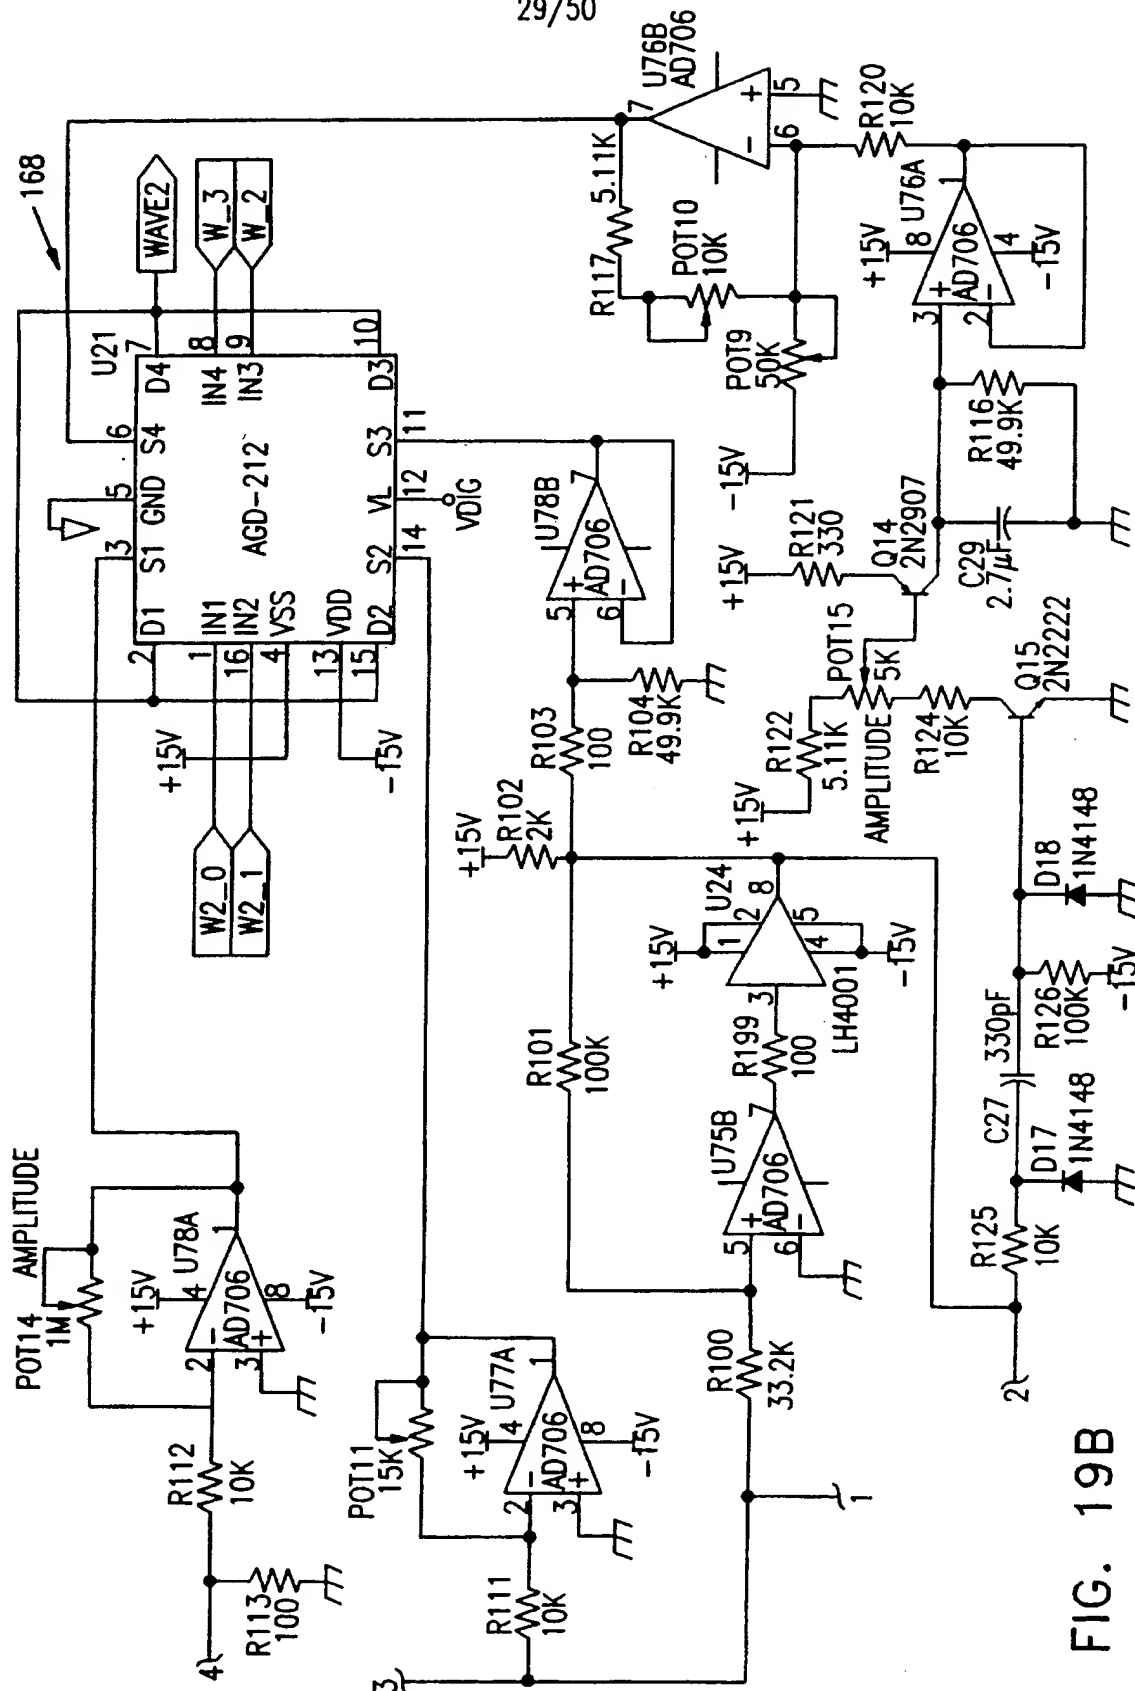 29/50
168
WAVE2
W_3
W_2
U21
7
8
9
10
D4
IN4
IN3
D3
6
S4
5
GND
3
S1
AGD-212
S3
11
VL
12
VDIG
S2
14
D1
IN1
IN2
VSS
VDD
D2
2
1
16
4
13
15
+15V
-15V
W2_0
W2_1
U76B
AD706
7
+
-
5
6
R120
10K
5.11K
R117
POT10
10K
POT9
50K
-15V
U76A
1
+15V
8
AD706
+
-
4
-15V
3
2
R116
49.9K
C29
2.7µF
Q14
2N2907
R121
330
+15V
U78B
7
AD706
+
-
5
6
R103
100
R104
49.9K
+15V
R102
2K
POT15
5K
AMPLITUDE
R122
5.11K
+15V
R124
10K
Q15
2N2222
D18
1N4148
R126
100K
-15V
330pF
C27
D17
1N4148
R125
10K
2
U24
8
2
1
5
4
+15V
-15V
3
LH4001
R199
100
R101
100K
U75B
7
AD706
+
-
5
6
R100
33.2K
1
POT14
1M
AMPLITUDE
U78A
1
+15V
4
AD706
8
-15V
-
+
2
3
R112
10K
R113
100
4
POT11
15K
U77A
1
+15V
4
AD706
8
-15V
-
+
2
3
R111
10K
3
FIG. 19B